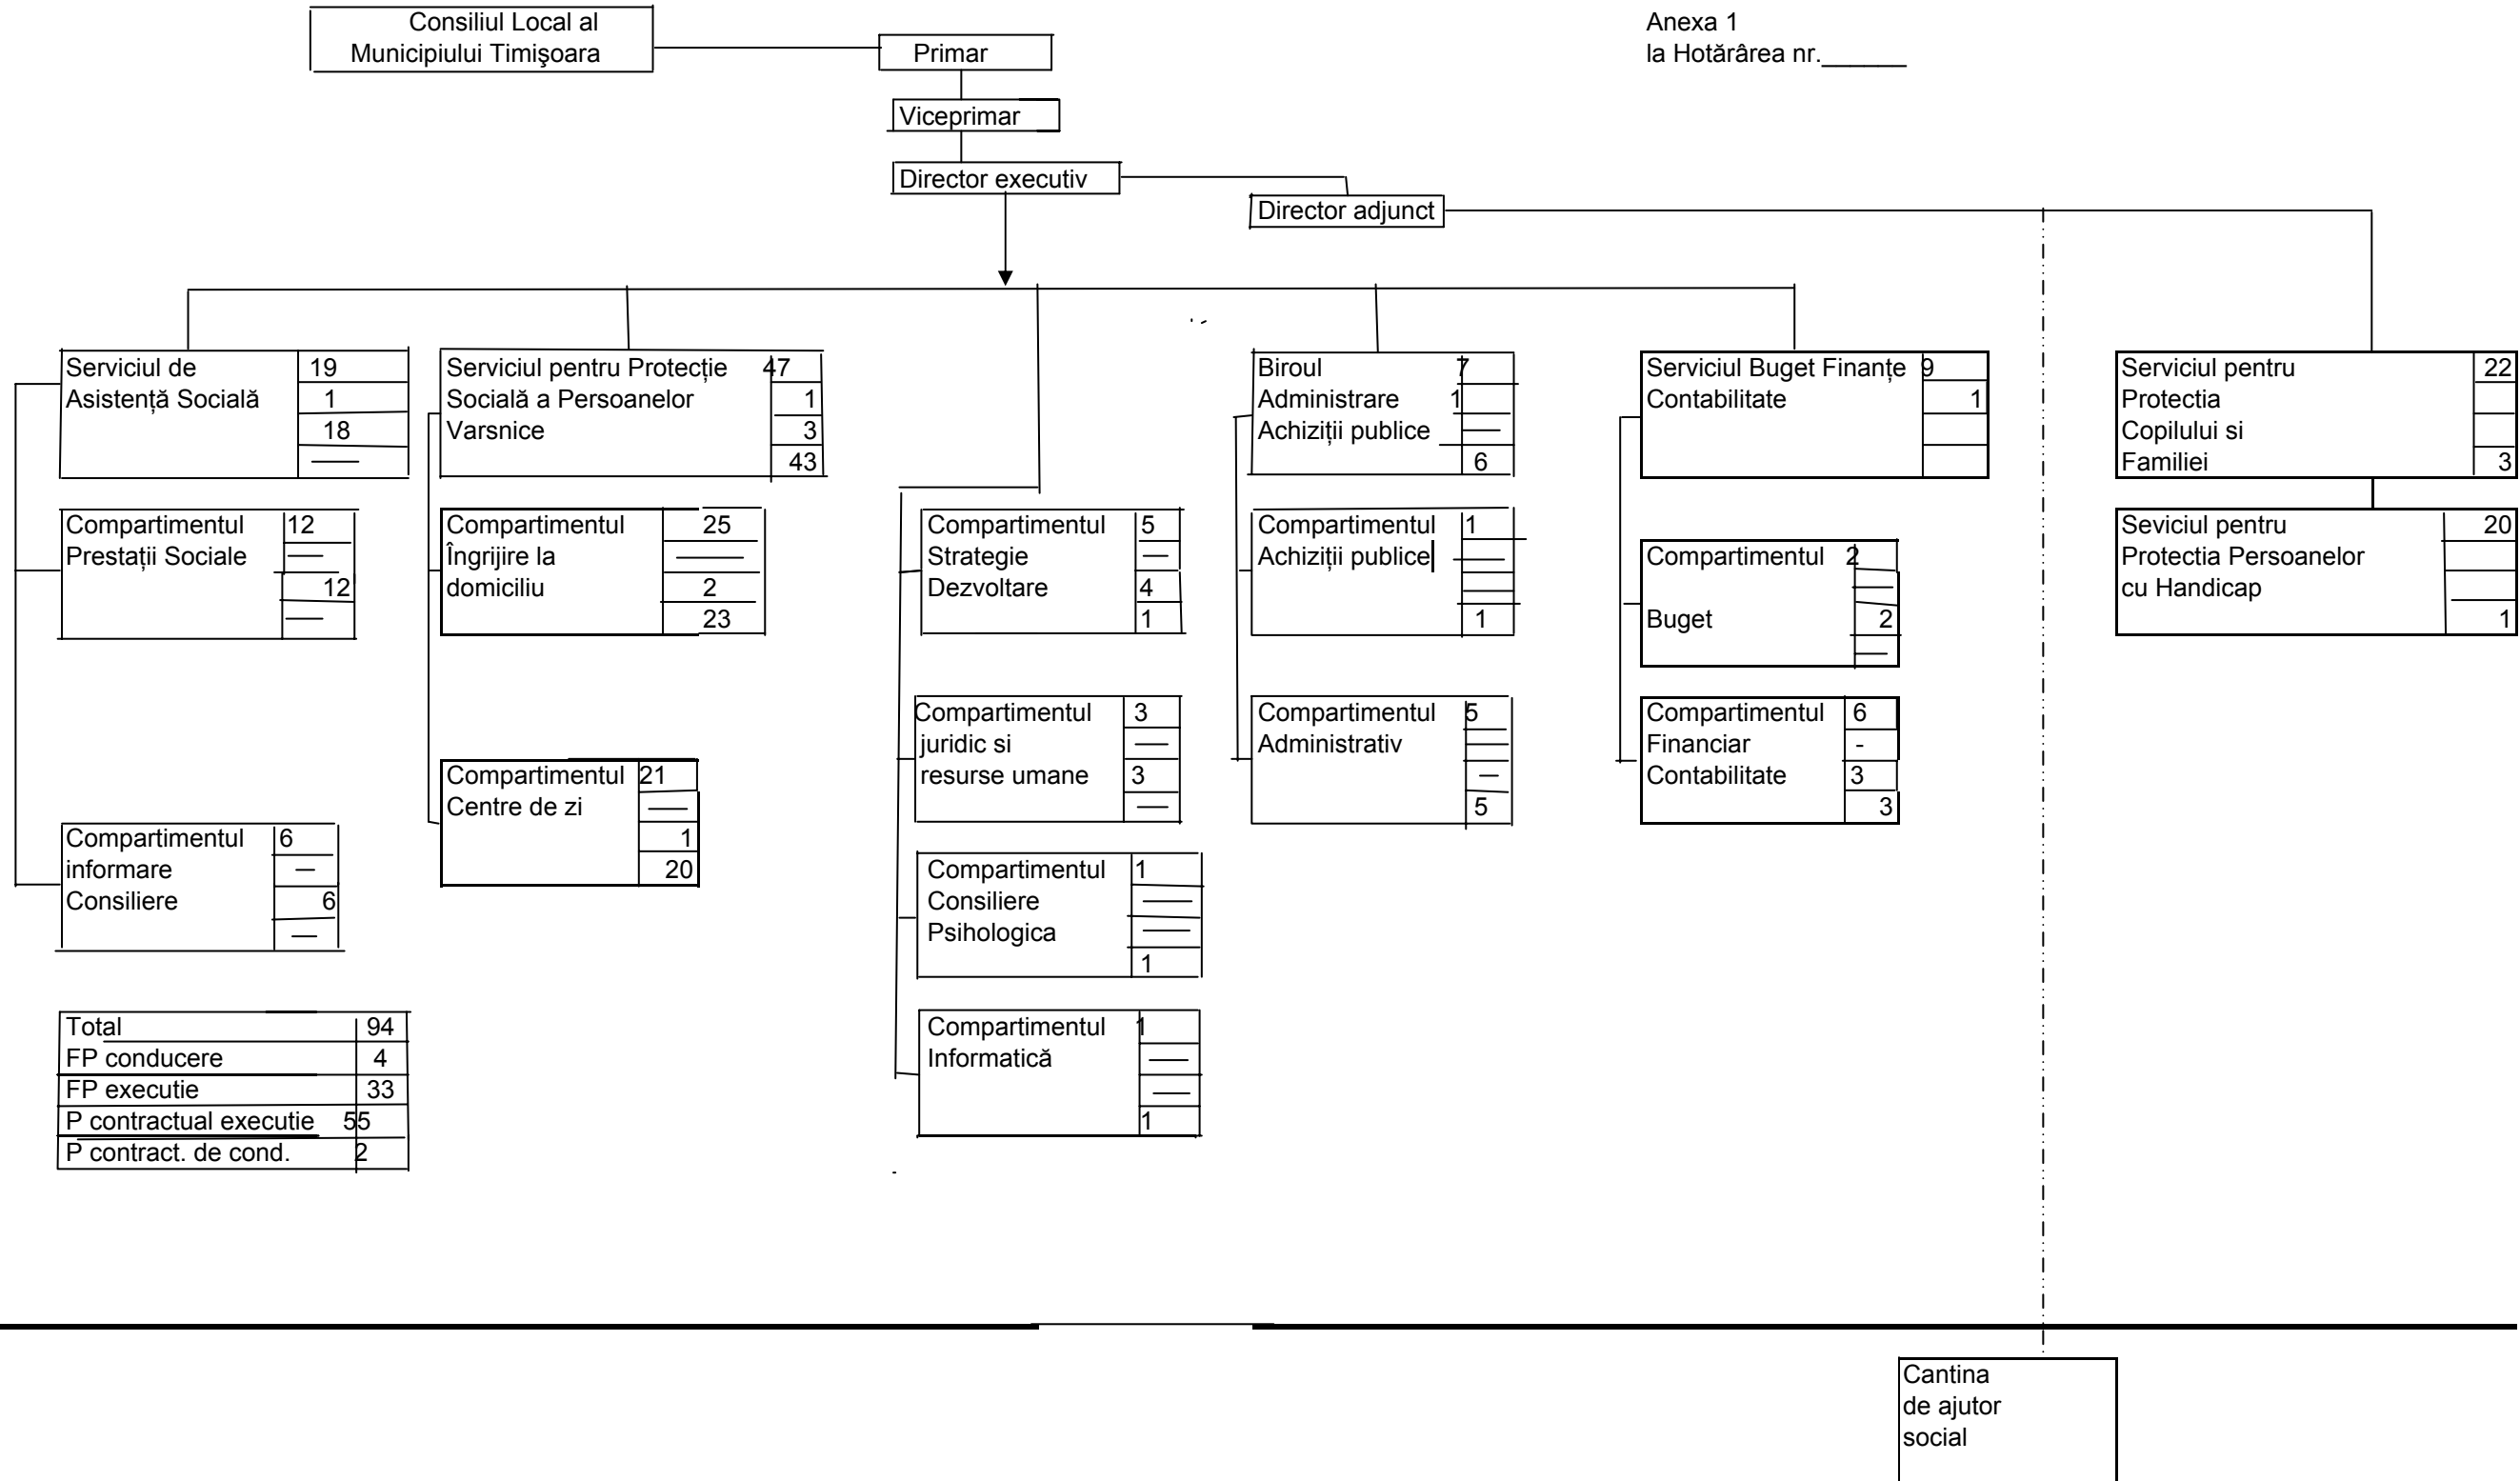 Consiliul Local al
Municipiului Timişoara
Primar
Anexa 1
la Hotărârea nr.______
Viceprimar
Director executiv
Director adjunct
Serviciul de 19
Asistență Socială 1
18
—
Serviciul pentru Protecție 47
Socială a Persoanelor 1
Varsnice 3
43
Biroul 7
Administrare 1
Achiziții publice —
6
Serviciul Buget Finanțe 9
Contabilitate 1
Serviciul pentru 22
Protectia
Copilului si
Familiei 3
Compartimentul 12
Prestații Sociale —
12
—
Compartimentul 25
Îngrijire la —
domiciliu 2
23
Compartimentul 5
Strategie —
Dezvoltare 4
1
Compartimentul 1
Achiziții publice —
1
Compartimentul 2
—
Buget 2
—
Seviciul pentru 20
Protectia Persoanelor
cu Handicap
1
Compartimentul 21
Centre de zi —
1
20
Compartimentul 3
juridic si —
resurse umane 3
—
Compartimentul 5
Administrativ —
—
5
Compartimentul 6
Financiar -
Contabilitate 3
3
Compartimentul 6
informare —
Consiliere 6
—
Compartimentul 1
Consiliere —
Psihologica —
1
Compartimentul 1
Informatică —
—
1
Total 94
FP conducere 4
FP executie 33
P contractual executie 55
P contract. de cond. 2
Cantina
de ajutor
social